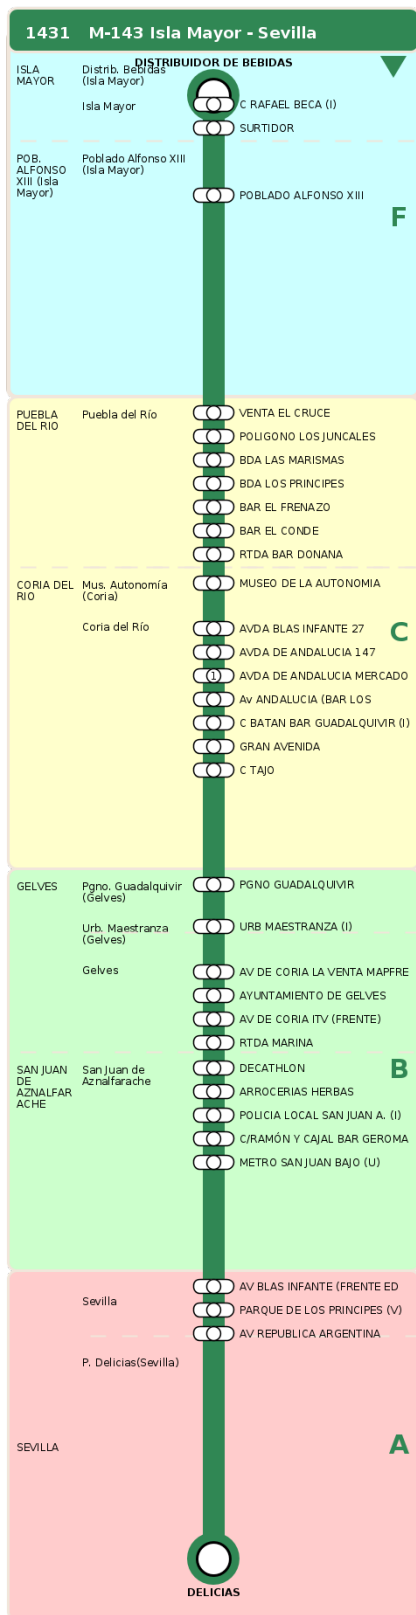 1431 M-143 Isla Mayor - Sevilla
DISTRIBUIDOR DE BEBIDAS
ISLA
MAYOR
Distrib. Bebidas
(Isla Mayor)
Isla Mayor
C RAFAEL BECA (I)
SURTIDOR
POB.
ALFONSO
XIII (Isla
Mayor)
Poblado Alfonso XIII
(Isla Mayor)
POBLADO ALFONSO XIII
F
PUEBLA
DEL RIO
Puebla del Río
VENTA EL CRUCE
POLIGONO LOS JUNCALES
BDA LAS MARISMAS
BDA LOS PRINCIPES
BAR EL FRENAZO
BAR EL CONDE
RTDA BAR DONANA
CORIA DEL
RIO
Mus. Autonomía
(Coria)
MUSEO DE LA AUTONOMIA
Coria del Río
AVDA BLAS INFANTE 27
C
AVDA DE ANDALUCIA 147
1 AVDA DE ANDALUCIA MERCADO
Av ANDALUCIA (BAR LOS
C BATAN BAR GUADALQUIVIR (I)
GRAN AVENIDA
C TAJO
GELVES
Pgno. Guadalquivir
(Gelves)
PGNO GUADALQUIVIR
Urb. Maestranza
(Gelves)
URB MAESTRANZA (I)
Gelves
AV DE CORIA LA VENTA MAPFRE
AYUNTAMIENTO DE GELVES
AV DE CORIA ITV (FRENTE)
RTDA MARINA
SAN JUAN
DE
AZNALFAR
ACHE
San Juan de
Aznalfarache
DECATHLON
B
ARROCERIAS HERBAS
POLICIA LOCAL SAN JUAN A. (I)
C/RAMÓN Y CAJAL BAR GEROMA
METRO SAN JUAN BAJO (U)
AV BLAS INFANTE (FRENTE ED
Sevilla
PARQUE DE LOS PRINCIPES (V)
AV REPUBLICA ARGENTINA
P. Delicias(Sevilla)
SEVILLA
A
DELICIAS